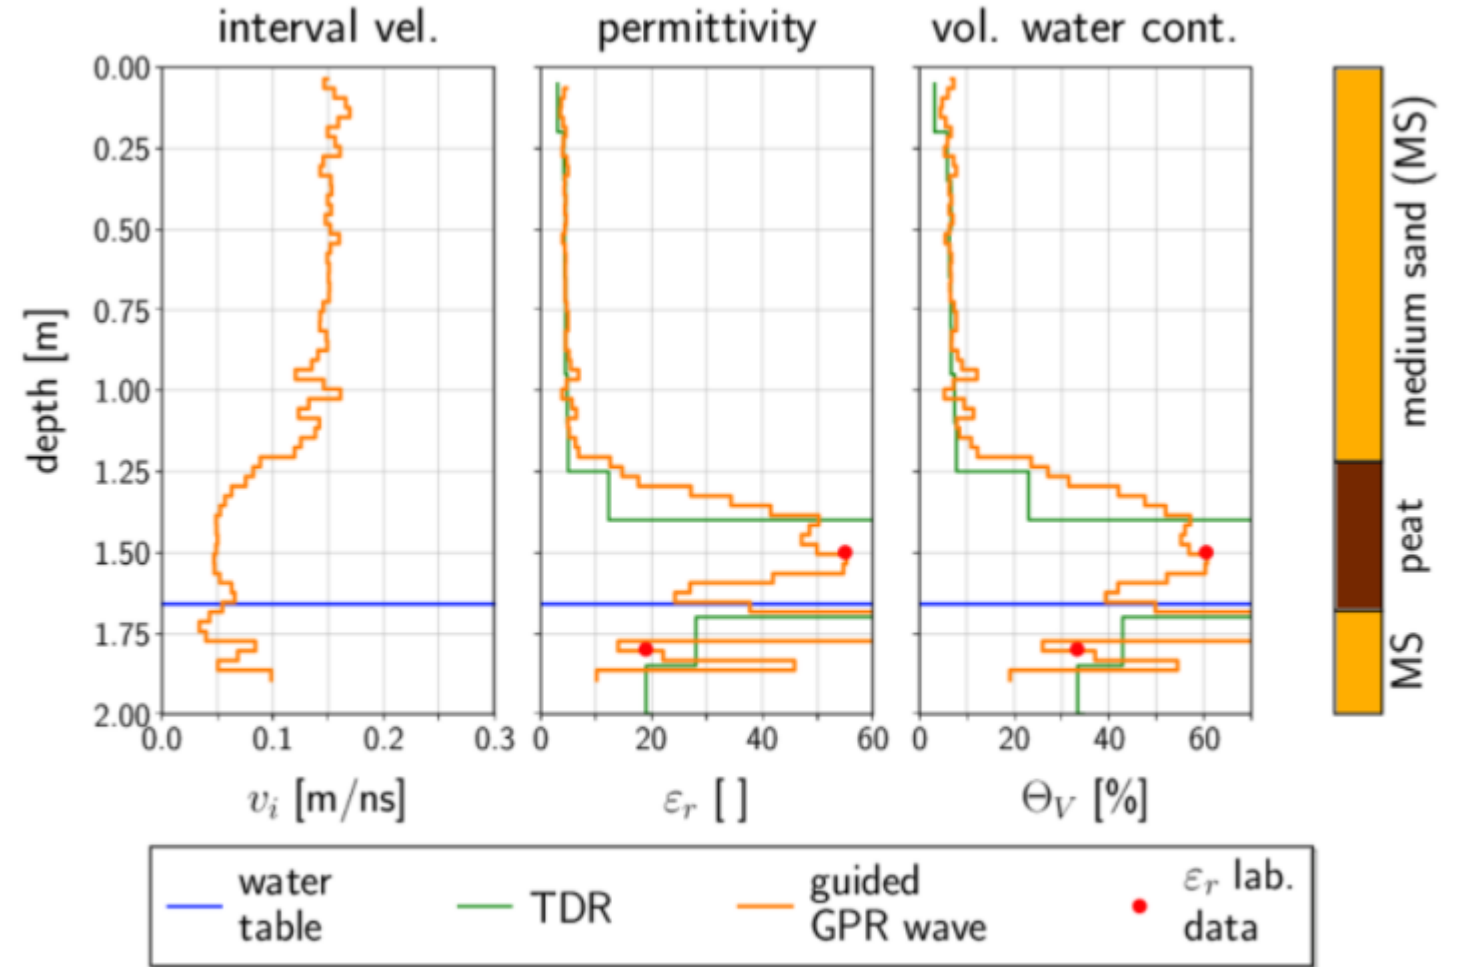 interval vel. permittivity vol. water cont.
0.00
0.25
0.50
0.75
1.00
1.25
1.50
1.75
2.00
depth [m]
0.0 0.1 0.2 0.3 0 20 40 60 0 20 40 60
v_i [m/ns] ε_r [ ] Θ_V [%]
medium sand (MS)
peat
MS
water
table
TDR
guided
GPR wave
ε_r lab.
data